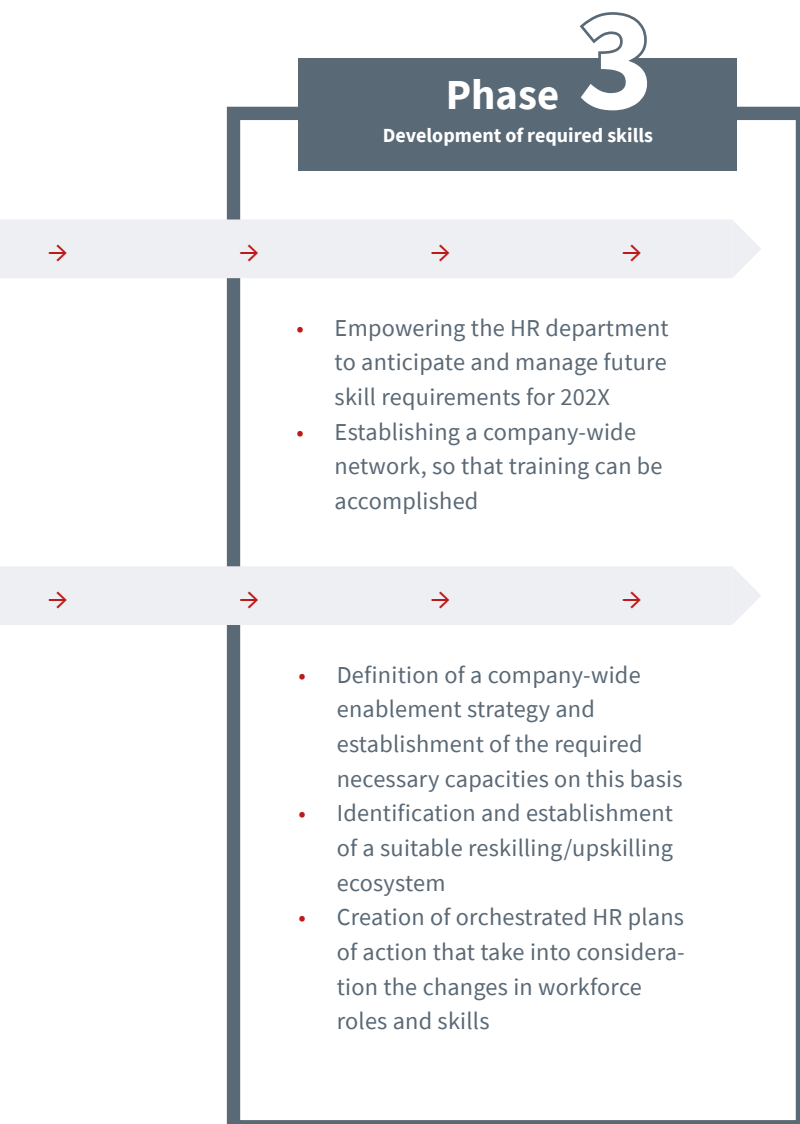 Phase 3
Development of required skills
→ → → →
• Empowering the HR department
to anticipate and manage future
skill requirements for 202X
• Establishing a company-wide
network, so that training can be
accomplished
→ → → →
• Definition of a company-wide
enablement strategy and
establishment of the required
necessary capacities on this basis
• Identification and establishment
of a suitable reskilling/upskilling
ecosystem
• Creation of orchestrated HR plans
of action that take into considera-
tion the changes in workforce
roles and skills